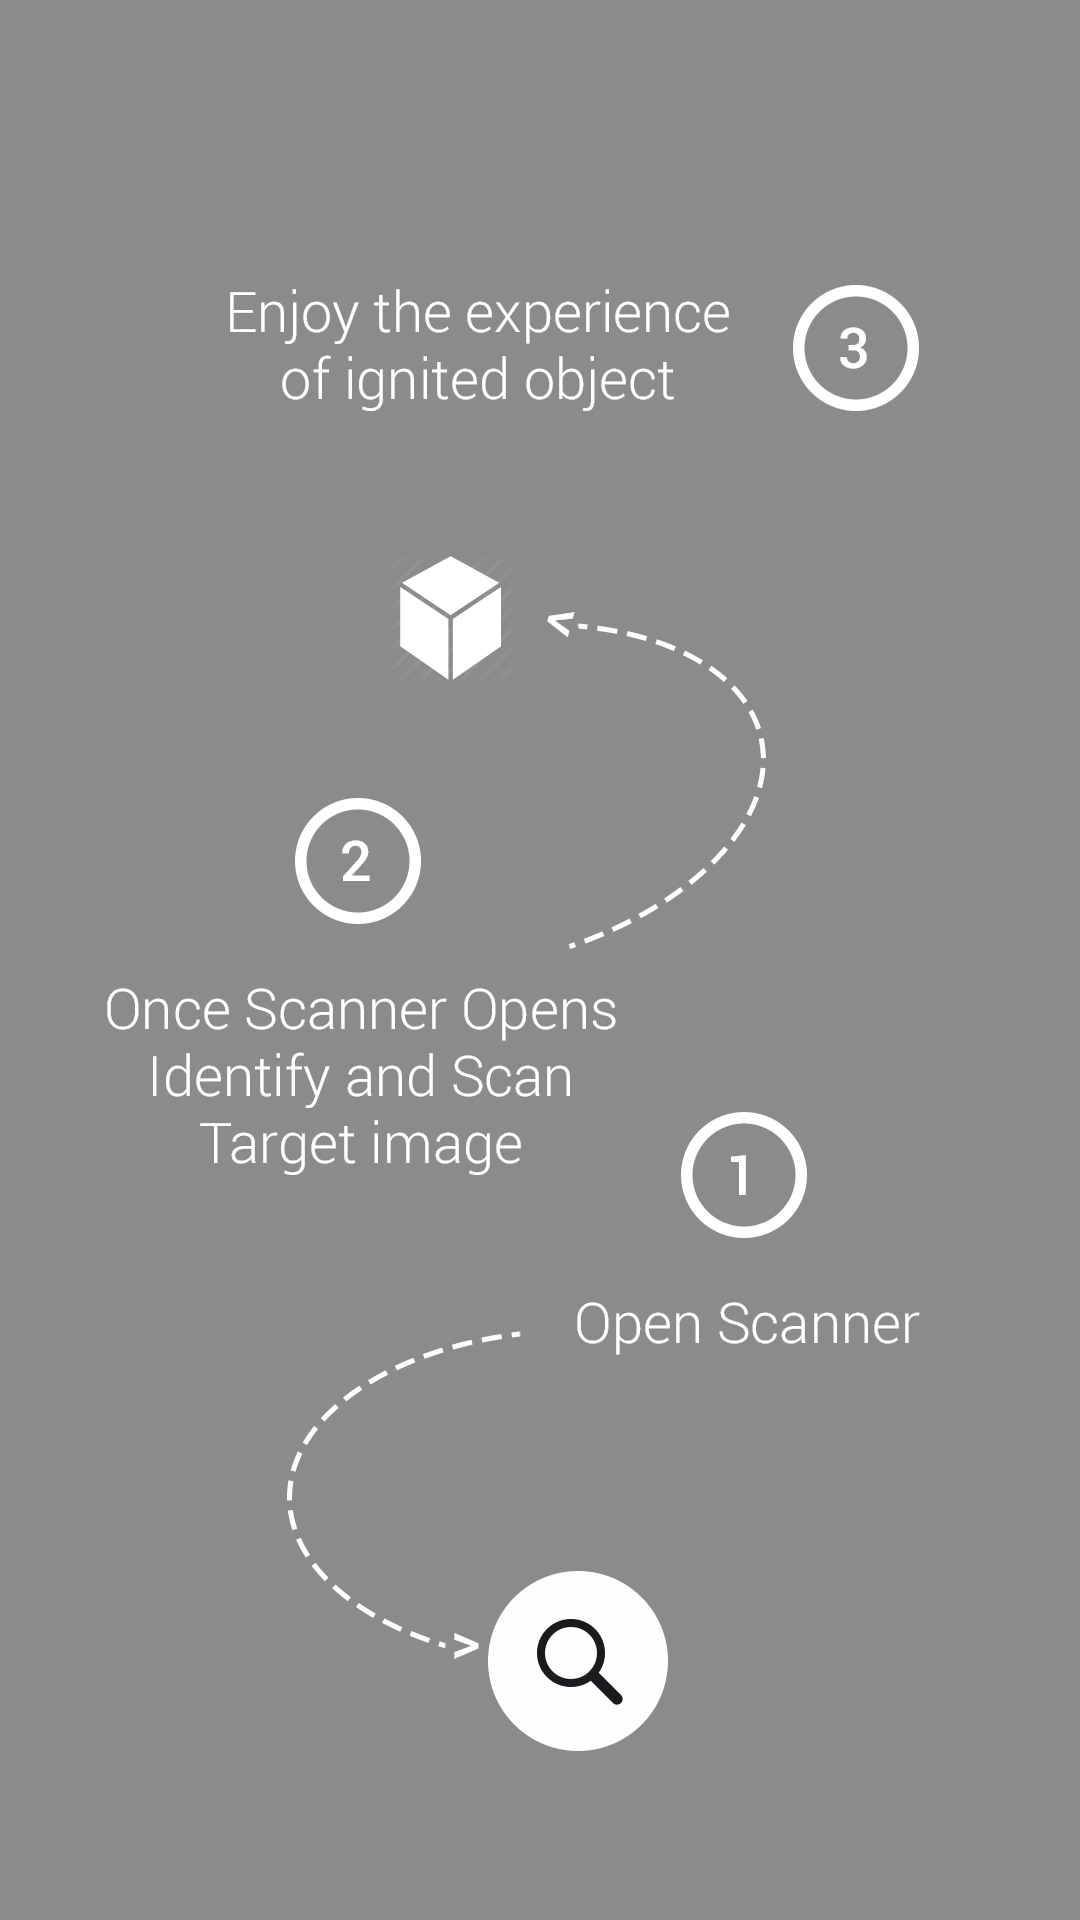 Enjoy the experience
of ignited object
3
2
Once Scanner Opens
Identify and Scan
Target image
1
Open Scanner